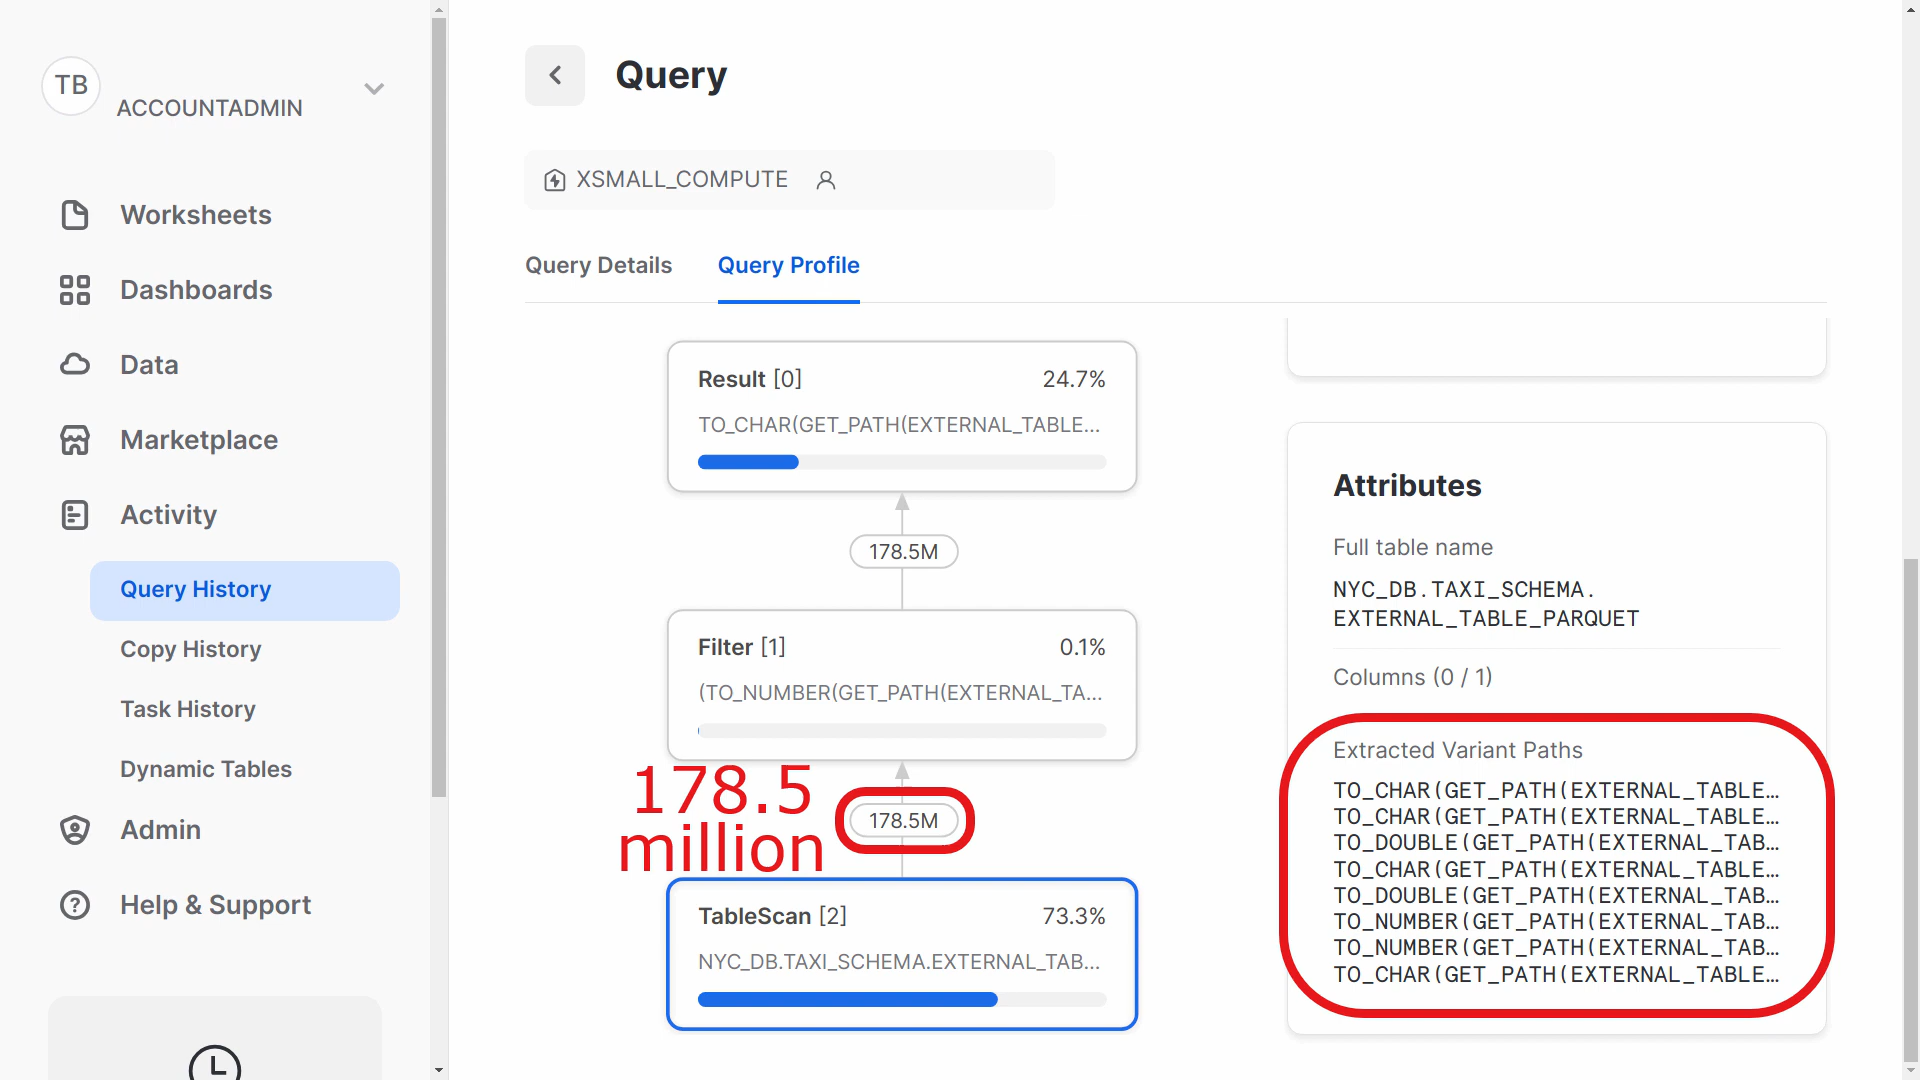 TB
ACCOUNTADMIN
Worksheets
Dashboards
Data
Marketplace
Activity
Query History
Copy History
Task History
Dynamic Tables
Admin
Help & Support
Query
XSMALL_COMPUTE
Query Details
Query Profile
Result [0] 24.7%
TO_CHAR(GET_PATH(EXTERNAL_TABLE...
178.5M
Filter [1] 0.1%
(TO_NUMBER(GET_PATH(EXTERNAL_TA...
178.5
million
178.5M
TableScan [2] 73.3%
NYC_DB.TAXI_SCHEMA.EXTERNAL_TAB...
Attributes
Full table name
NYC_DB.TAXI_SCHEMA.
EXTERNAL_TABLE_PARQUET
Columns (0 / 1)
Extracted Variant Paths
TO_CHAR(GET_PATH(EXTERNAL_TABLE…
TO_CHAR(GET_PATH(EXTERNAL_TABLE…
TO_DOUBLE(GET_PATH(EXTERNAL_TAB…
TO_CHAR(GET_PATH(EXTERNAL_TABLE…
TO_DOUBLE(GET_PATH(EXTERNAL_TAB…
TO_NUMBER(GET_PATH(EXTERNAL_TAB…
TO_NUMBER(GET_PATH(EXTERNAL_TAB…
TO_CHAR(GET_PATH(EXTERNAL_TABLE…